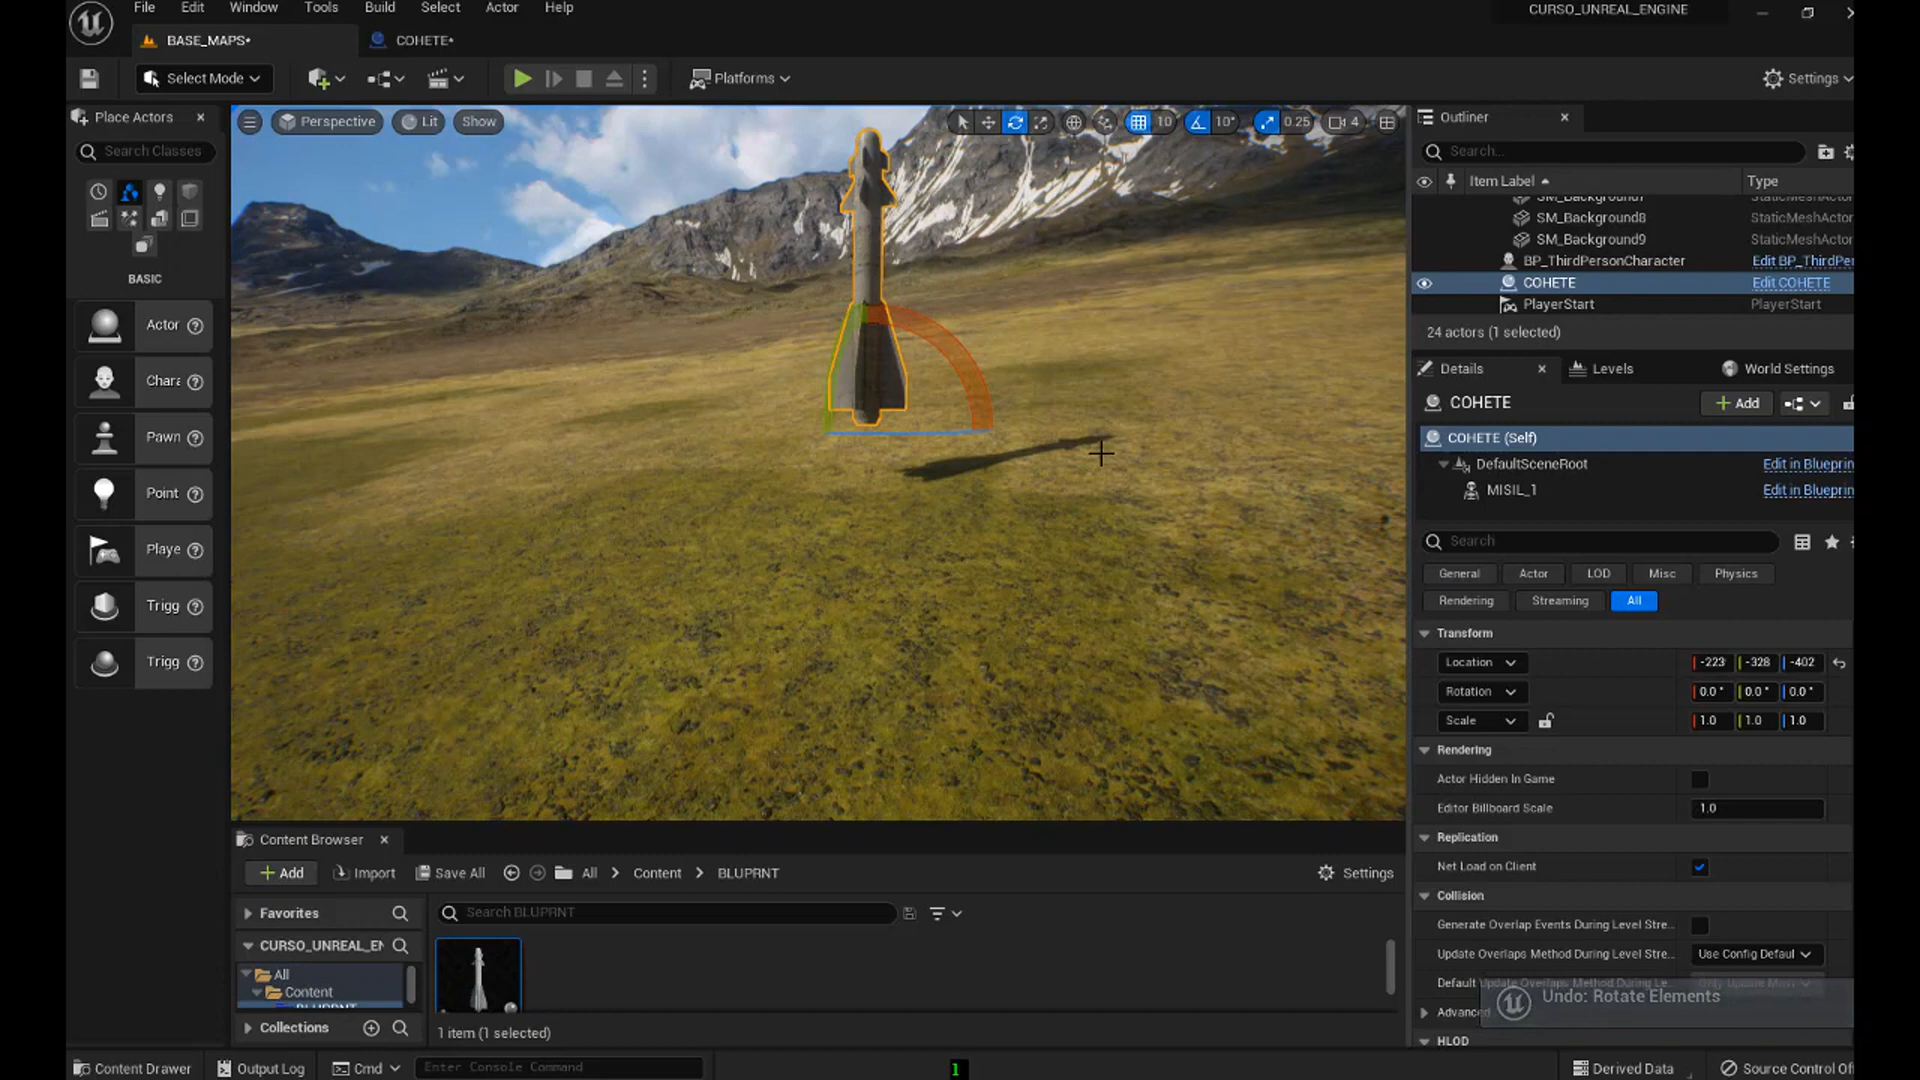 File Edit Window Tools Build Select Actor Help
CURSO_UNREAL_ENGINE
BASE_MAPS*
COHETE*
Select Mode
Platforms
Settings
Place Actors
Search Classes
BASIC
Actor
Chara
Pawn
Point
Playe
Trigg
Trigg
Perspective
Lit
Show
10
10°
0.25
4
Outliner
Search...
Item Label
Type
SM_Background8
StaticMeshActor
SM_Background9
StaticMeshActor
BP_ThirdPersonCharacter
Edit BP_ThirdPer
COHETE
Edit COHETE
PlayerStart
PlayerStart
24 actors (1 selected)
Details
Levels
World Settings
COHETE
Add
COHETE (Self)
DefaultSceneRoot
Edit in Blueprin
MISIL_1
Edit in Blueprin
Search
General Actor LOD Misc Physics
Rendering Streaming All
Transform
Location -223 -328 -402
Rotation 0.0° 0.0° 0.0°
Scale 1.0 1.0 1.0
Rendering
Actor Hidden In Game
Editor Billboard Scale 1.0
Replication
Net Load on Client
Collision
Generate Overlap Events During Level Stre...
Update Overlaps Method During Level Stre... Use Config Defaul
Default Update Overlaps Method During Le...
Undo: Rotate Elements
Advanced
HLOD
Content Browser
Add
Import
Save All
All
Content
BLUPRNT
Settings
Favorites
Search BLUPRNT
CURSO_UNREAL_EN
All
Content
BLUPRNT
Collections
1 item (1 selected)
Content Drawer
Output Log
Cmd
Enter Console Command
1
Derived Data
Source Control Of